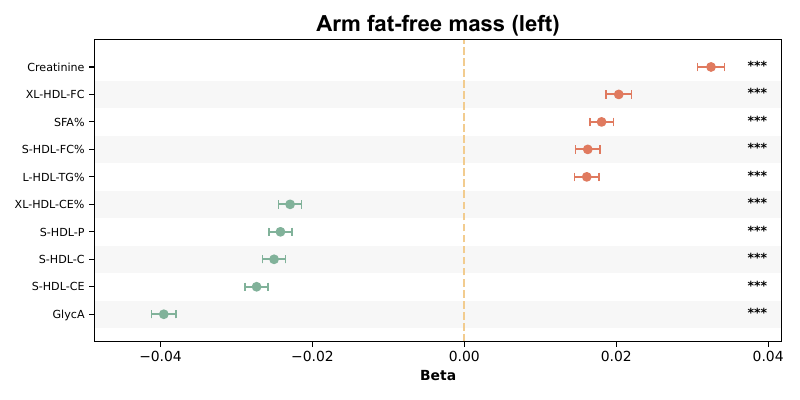 Arm fat-free mass (left)
Creatinine ***
XL-HDL-FC ***
SFA% ***
S-HDL-FC% ***
L-HDL-TG% ***
XL-HDL-CE% ***
S-HDL-P ***
S-HDL-C ***
S-HDL-CE ***
GlycA ***
−0.04 −0.02 0.00 0.02 0.04
Beta